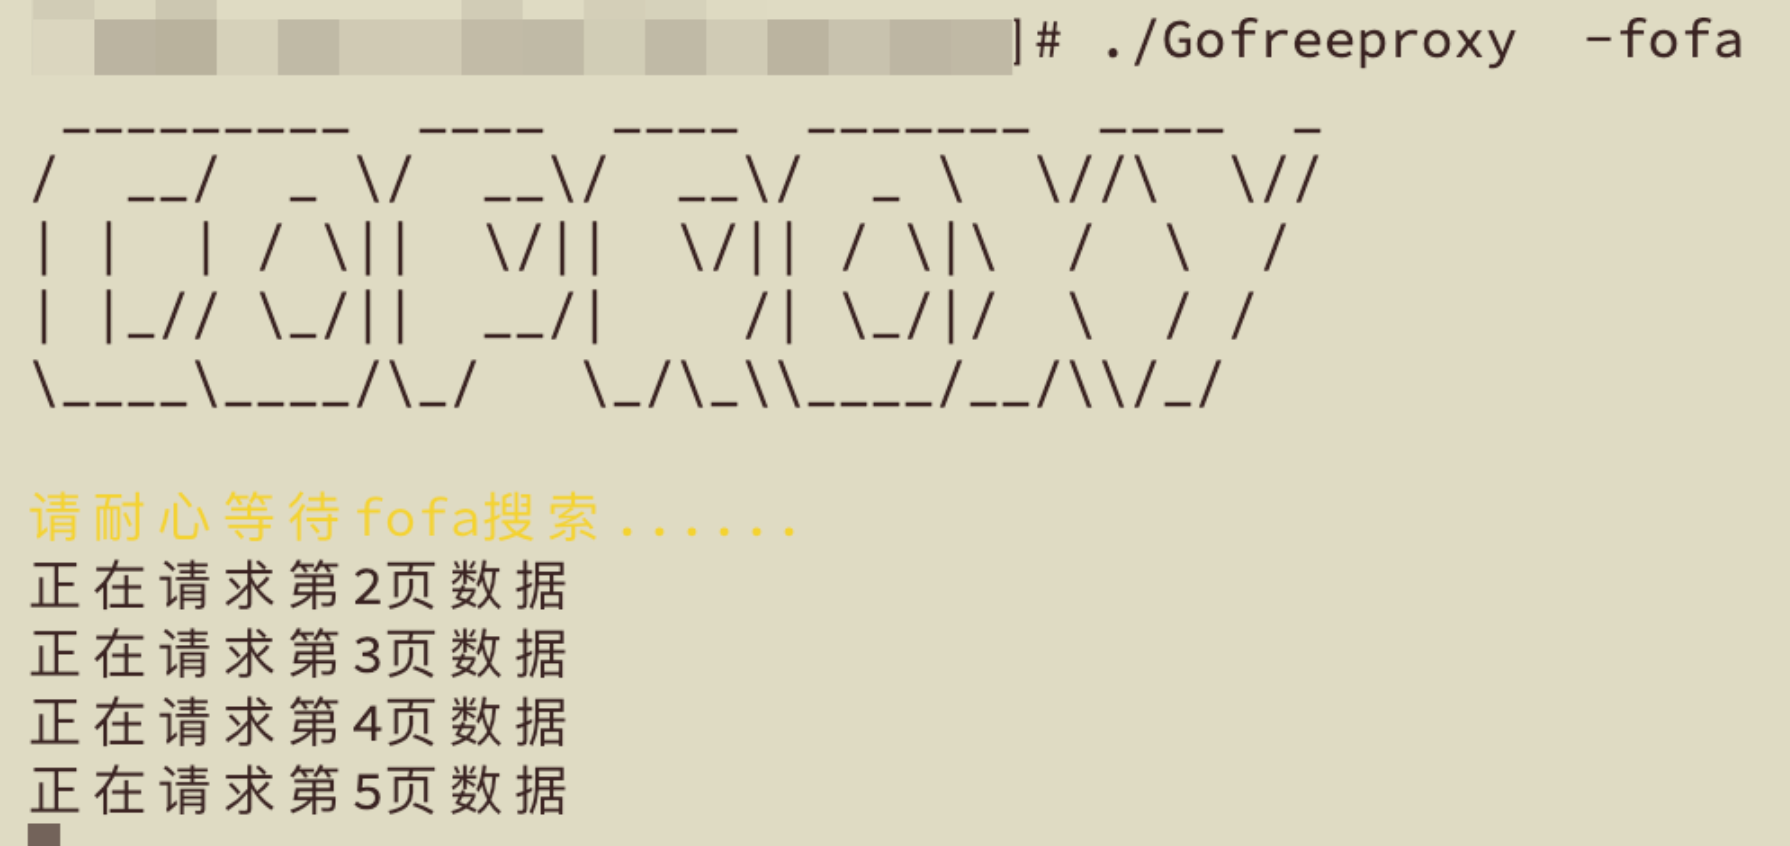 ]# ./Gofreeproxy  -fofa
 _________  ____  ____  _______  ____  _
/  __/  _ \/  __\/  __\/  _ \  \//\  \//
| |  | / \||  \/||  \/|| / \|\  /  \  /
| |_// \_/||  __/|    /| \_/|/  \  / /
\____\____/\_/   \_/\_\\____/__/\\/_/
请耐心等待fofa搜索......
正在请求第2页数据
正在请求第3页数据
正在请求第4页数据
正在请求第5页数据